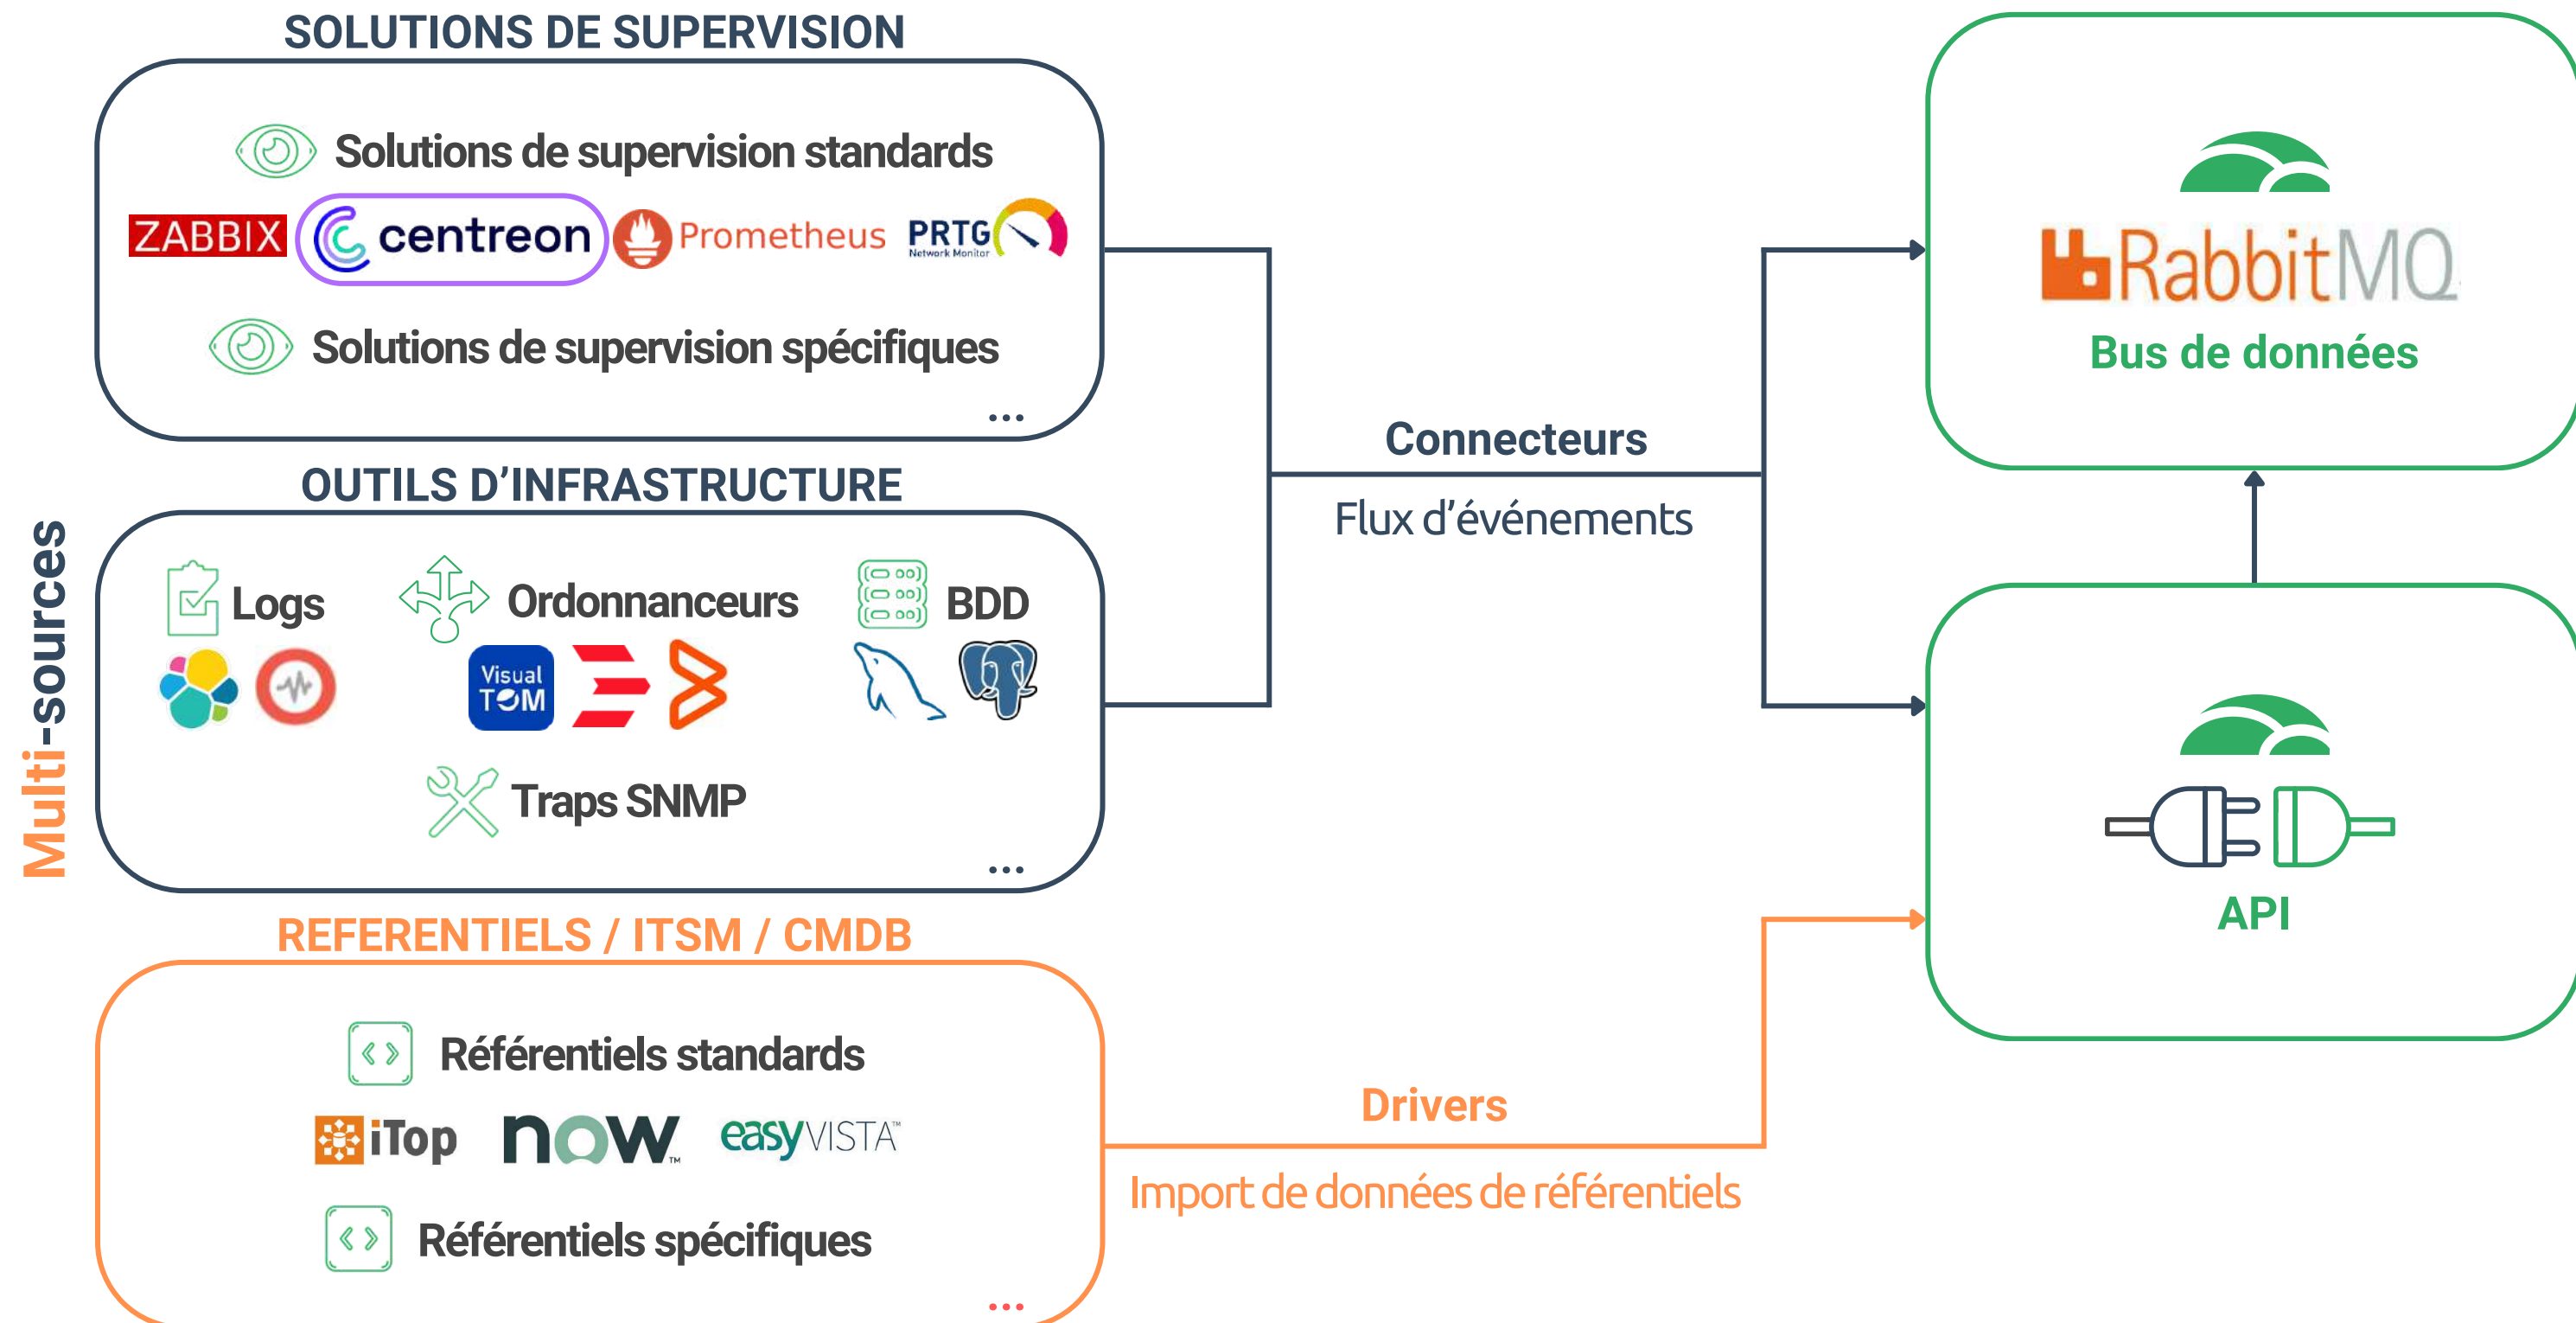 SOLUTIONS DE SUPERVISION
Solutions de supervision standards
ZABBIX
centreon
Prometheus
PRTG
Network Monitor
Solutions de supervision spécifiques
...
OUTILS D’INFRASTRUCTURE
Logs
Ordonnanceurs
BDD
Visual
TOM
Traps SNMP
...
Multi-sources
REFERENTIELS / ITSM / CMDB
Référentiels standards
iTop
now™
easyVISTA™
Référentiels spécifiques
...
Connecteurs
Flux d’événements
Drivers
Import de données de référentiels
RabbitMQ
Bus de données
API